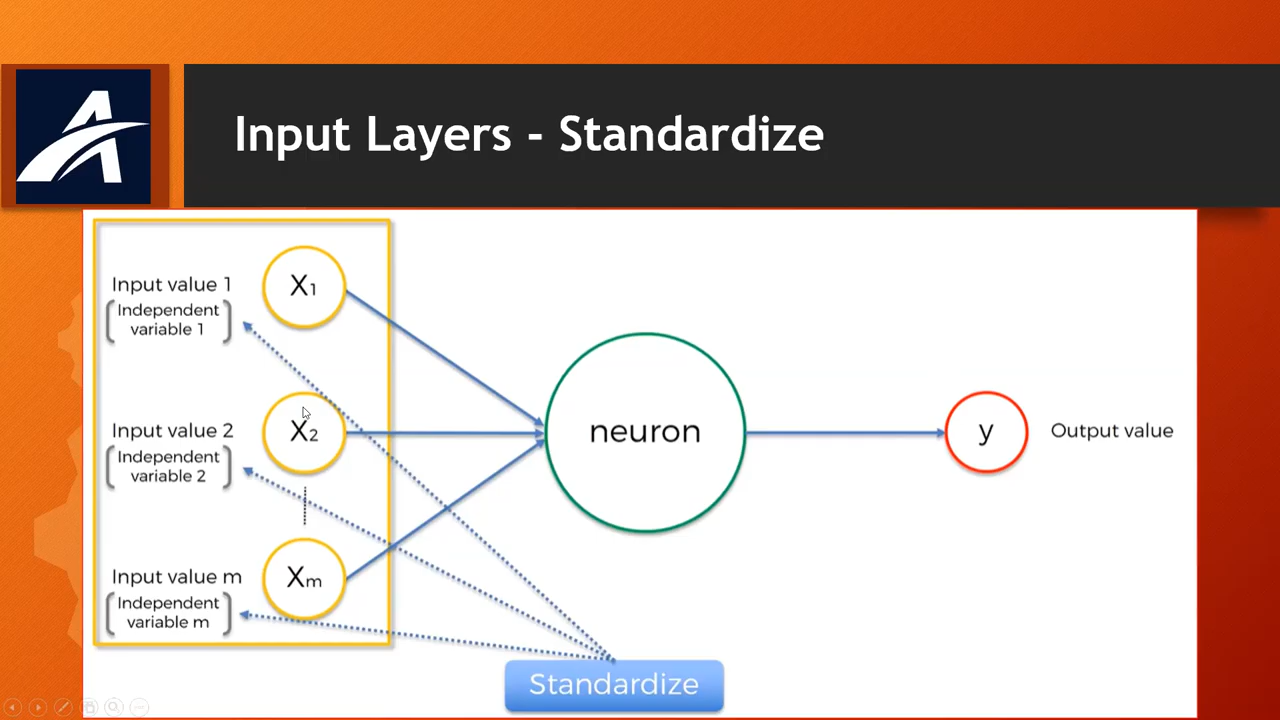 Input Layers - Standardize
Input value 1
Independent
variable 1
X1
Input value 2
Independent
variable 2
X2
Input value m
Independent
variable m
Xm
neuron
y
Output value
Standardize